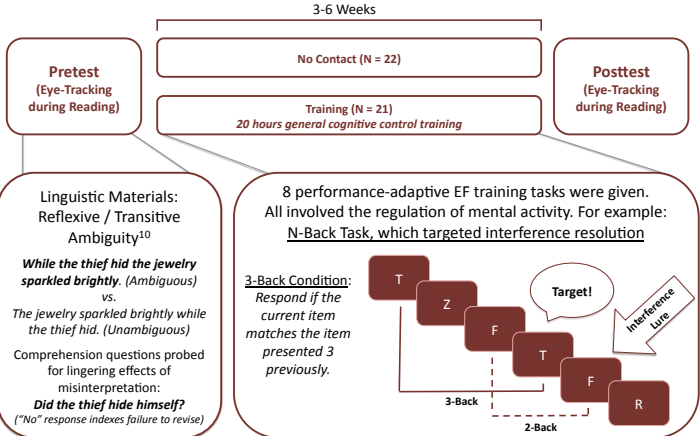 3-6 Weeks
Pretest
(Eye-Tracking
during Reading)
No Contact (N = 22)
Training (N = 21)
20 hours general cognitive control training
Posttest
(Eye-Tracking
during Reading)
Linguistic Materials:
Reflexive / Transitive
Ambiguity10
While the thief hid the jewelry
sparkled brightly. (Ambiguous)
vs.
The jewelry sparkled brightly while
the thief hid. (Unambiguous)
Comprehension questions probed
for lingering effects of
misinterpretation:
Did the thief hide himself?
("No" response indexes failure to revise)
8 performance-adaptive EF training tasks were given.
All involved the regulation of mental activity. For example:
N-Back Task, which targeted interference resolution
3-Back Condition:
Respond if the
current item
matches the item
presented 3
previously.
T
Z
F
T
F
R
Target!
Interference
Lure
3-Back
2-Back